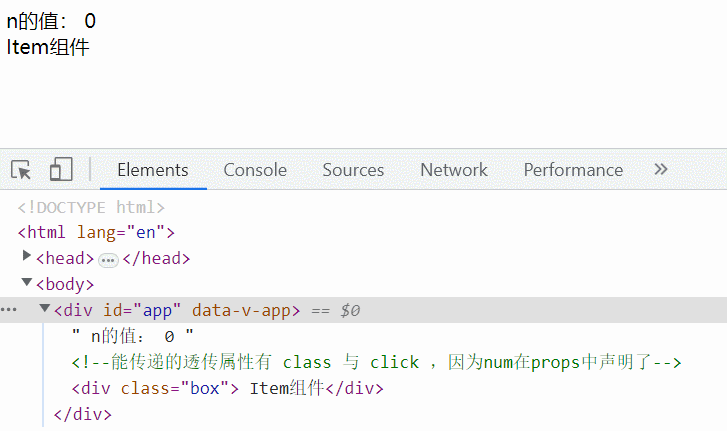 n的值： 0
Item组件
Elements Console Sources Network Performance »
<!DOCTYPE html>
<html lang="en">
<head> ••• </head>
<body>
••• <div id="app" data-v-app> == $0
" n的值： 0 "
<!--能传递的透传属性有 class 与 click ，因为num在props中声明了-->
<div class="box"> Item组件</div>
</div>